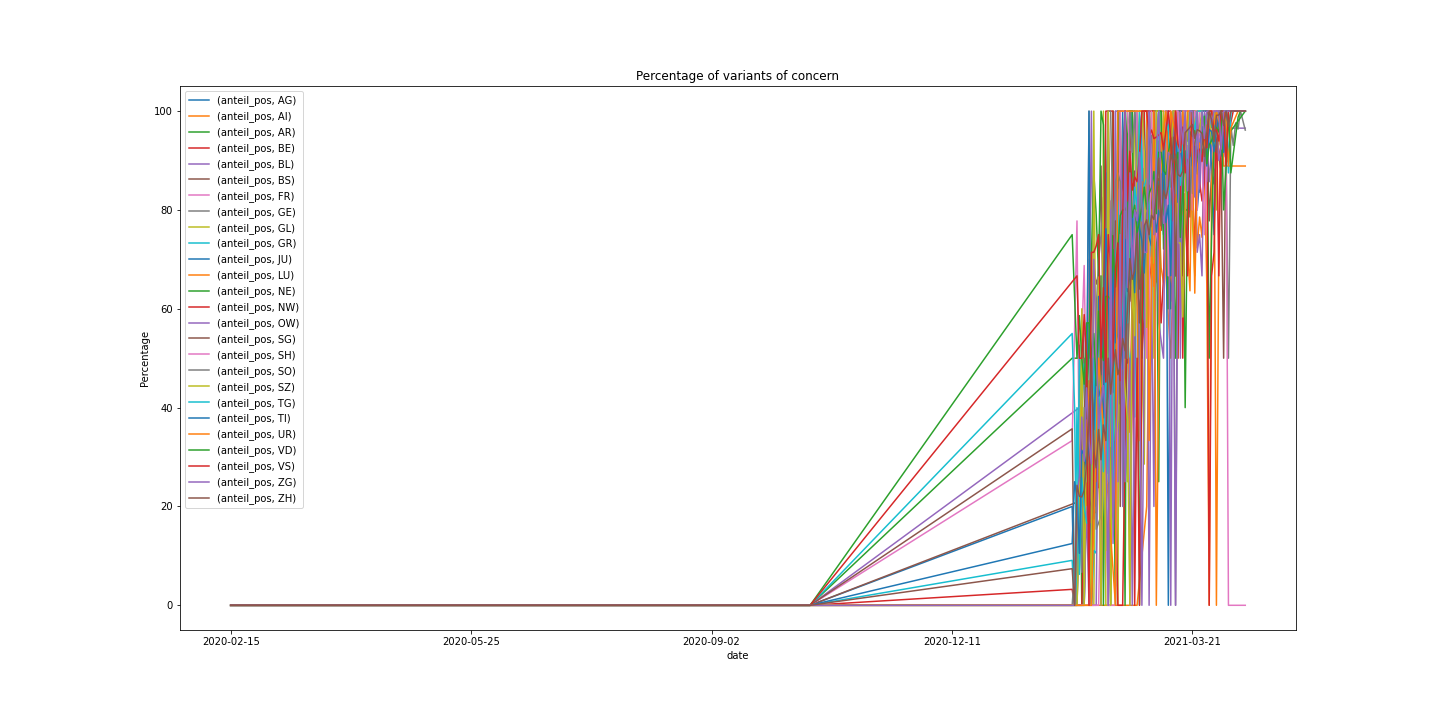 Percentage of variants of concern
100
80
60
40
20
0
Percentage
(anteil_pos, AG)
(anteil_pos, AI)
(anteil_pos, AR)
(anteil_pos, BE)
(anteil_pos, BL)
(anteil_pos, BS)
(anteil_pos, FR)
(anteil_pos, GE)
(anteil_pos, GL)
(anteil_pos, GR)
(anteil_pos, JU)
(anteil_pos, LU)
(anteil_pos, NE)
(anteil_pos, NW)
(anteil_pos, OW)
(anteil_pos, SG)
(anteil_pos, SH)
(anteil_pos, SO)
(anteil_pos, SZ)
(anteil_pos, TG)
(anteil_pos, TI)
(anteil_pos, UR)
(anteil_pos, VD)
(anteil_pos, VS)
(anteil_pos, ZG)
(anteil_pos, ZH)
2020-02-15 2020-05-25 2020-09-02 2020-12-11 2021-03-21
date